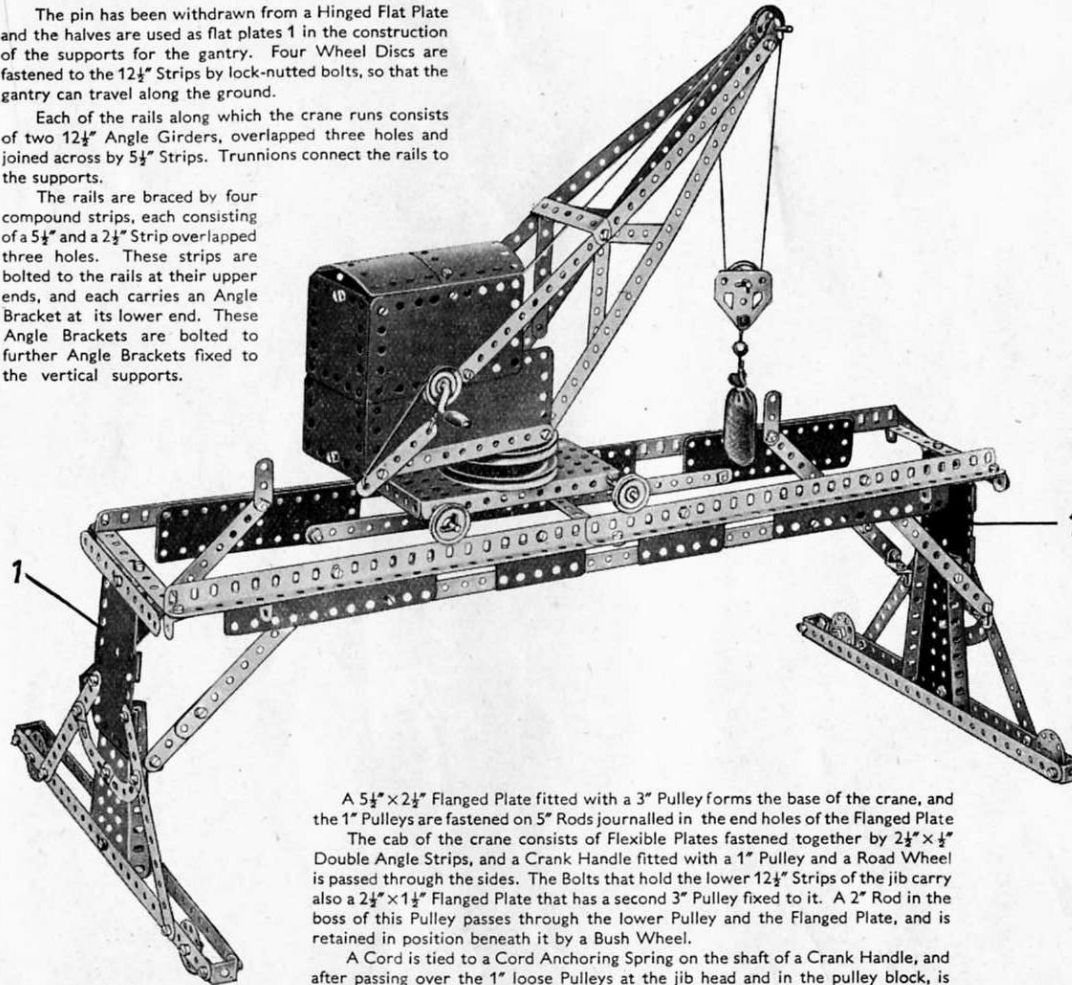 The pin has been withdrawn from a Hinged Flat Plate
and the halves are used as flat plates 1 in the construction
of the supports for the gantry. Four Wheel Discs are
fastened to the 12½″ Strips by lock-nutted bolts, so that the
gantry can travel along the ground.
Each of the rails along which the crane runs consists
of two 12½″ Angle Girders, overlapped three holes and
joined across by 5½″ Strips. Trunnions connect the rails to
the supports.
The rails are braced by four
compound strips, each consisting
of a 5½″ and a 2½″ Strip overlapped
three holes. These strips are
bolted to the rails at their upper
ends, and each carries an Angle
Bracket at its lower end. These
Angle Brackets are bolted to
further Angle Brackets fixed to
the vertical supports.
1
A 5½″ × 2½″ Flanged Plate fitted with a 3″ Pulley forms the base of the crane, and
the 1″ Pulleys are fastened on 5″ Rods journalled in the end holes of the Flanged Plate
The cab of the crane consists of Flexible Plates fastened together by 2½″ × ½″
Double Angle Strips, and a Crank Handle fitted with a 1″ Pulley and a Road Wheel
is passed through the sides. The Bolts that hold the lower 12½″ Strips of the jib carry
also a 2½″ × 1½″ Flanged Plate that has a second 3″ Pulley fixed to it. A 2″ Rod in the
boss of this Pulley passes through the lower Pulley and the Flanged Plate, and is
retained in position beneath it by a Bush Wheel.
A Cord is tied to a Cord Anchoring Spring on the shaft of a Crank Handle, and
after passing over the 1″ loose Pulleys at the jib head and in the pulley block, is